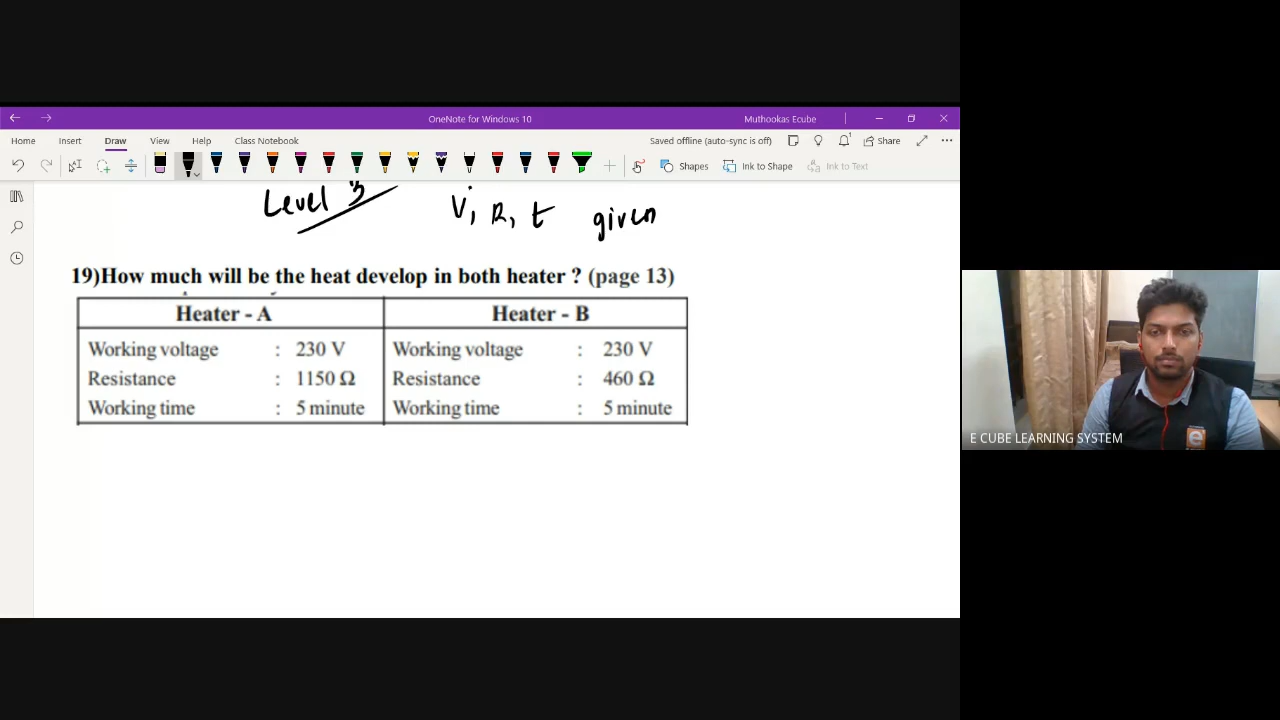 OneNote for Windows 10
Muthookas Ecube
Home Insert Draw View Help Class Notebook
Saved offline (auto-sync is off)
Share
Shapes
Ink to Shape
Ink to Text
Level 3
V, R, t given
19)How much will be the heat develop in both heater ? (page 13)
Heater - A Heater - B
Working voltage : 230 V Working voltage : 230 V
Resistance : 1150 Ω Resistance : 460 Ω
Working time : 5 minute Working time : 5 minute
E CUBE LEARNING SYSTEM